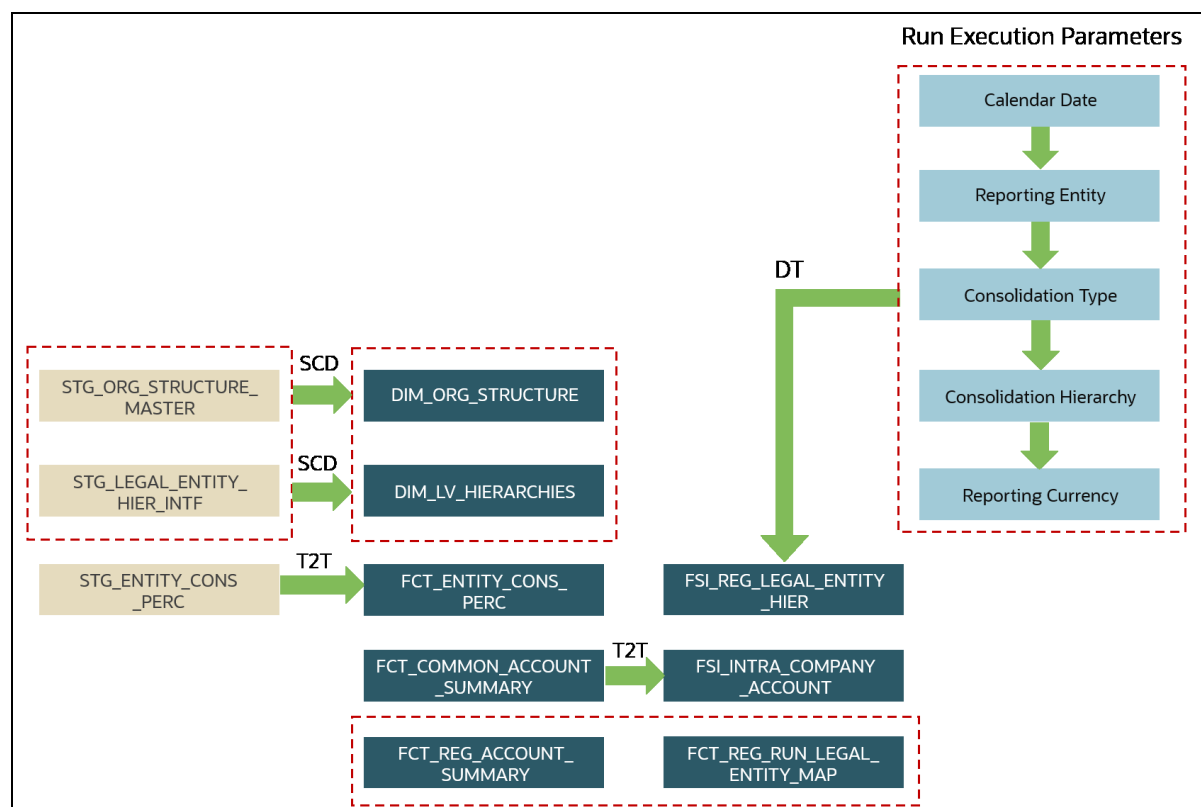 Run Execution Parameters
Calendar Date
Reporting Entity
DT
Consolidation Type
SCD
STG_ORG_STRUCTURE_
MASTER
DIM_ORG_STRUCTURE
Consolidation Hierarchy
SCD
STG_LEGAL_ENTITY_
HIER_INTF
DIM_LV_HIERARCHIES
Reporting Currency
T2T
STG_ENTITY_CONS
_PERC
FCT_ENTITY_CONS_
PERC
FSI_REG_LEGAL_ENTITY
_HIER
FCT_COMMON_ACCOUNT
_SUMMARY
T2T
FSI_INTRA_COMPANY
_ACCOUNT
FCT_REG_ACCOUNT_
SUMMARY
FCT_REG_RUN_LEGAL_
ENTITY_MAP